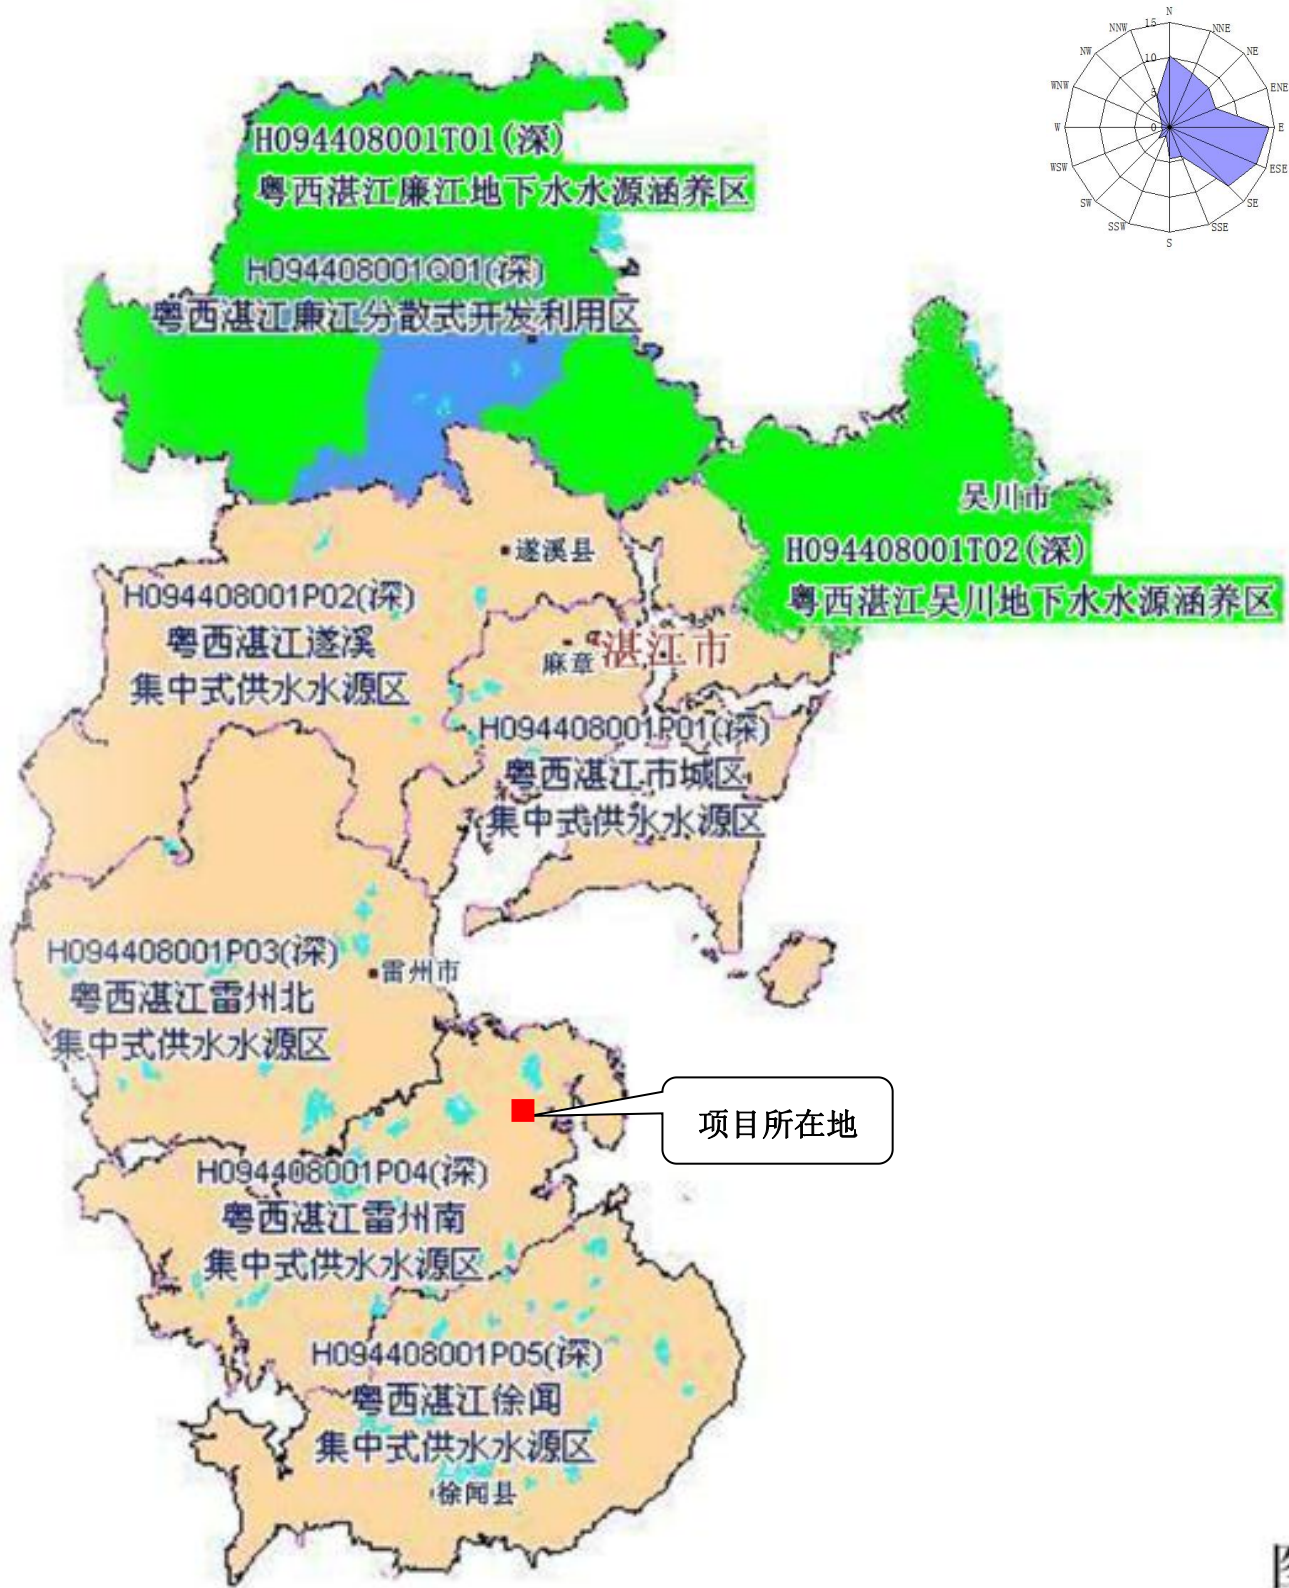 N
NNE
NE
ENE
E
ESE
SE
SSE
S
SSW
SW
WSW
W
WNW
NW
NNW
15
10
5
0
H094408001T01(深)
粤西湛江廉江地下水水源涵养区
H094408001Q01(深)
粤西湛江廉江分散式开发利用区
吴川市
H094408001T02(深)
粤西湛江吴川地下水水源涵养区
遂溪县
H094408001P02(深)
粤西湛江遂溪
集中式供水水源区
麻章
湛江市
H094408001P01(深)
粤西湛江市城区
集中式供水水源区
H094408001P03(深)
粤西湛江雷州北
集中式供水水源区
雷州市
项目所在地
H094408001P04(深)
粤西湛江雷州南
集中式供水水源区
H094408001P05(深)
粤西湛江徐闻
集中式供水水源区
徐闻县